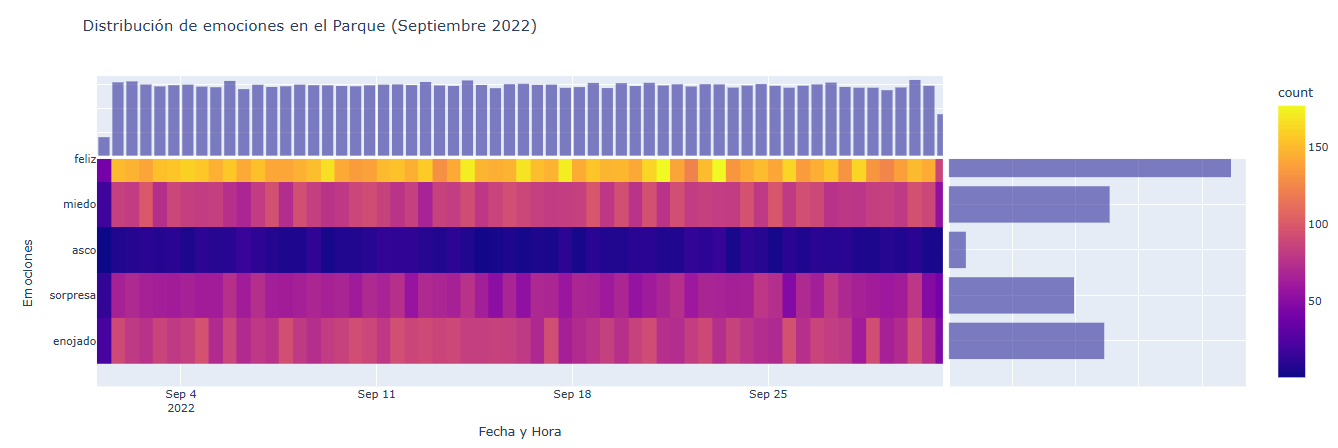 Distribución de emociones en el Parque (Septiembre 2022)
count
feliz
miedo
asco
sorpresa
enojado
Emociones
150
100
50
Sep 4
2022
Sep 11
Sep 18
Sep 25
Fecha y Hora